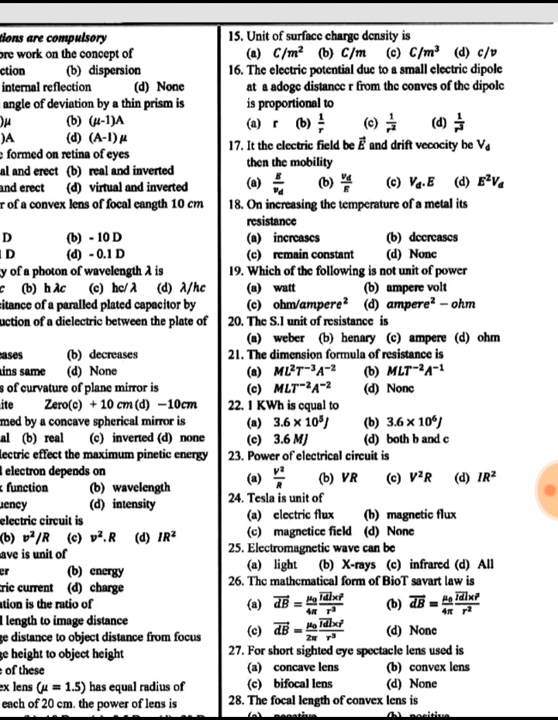 tions are compulsory
ore work on the concept of
ction (b) dispersion
internal reflection (d) None
angle of deviation by a thin prism is
)μ (b) (μ-1)A
)A (d) (A-1) μ
e formed on retina of eyes
al and erect (b) real and inverted
and erect (d) virtual and inverted
r of a convex lens of focal eangth 10 cm
D (b) - 10 D
D (d) - 0.1 D
y of a photon of wavelength λ is
c (b) hλc (c) hc/λ (d) λ/hc
citance of a paralled plated capacitor by
uction of a dielectric between the plate of
eases (b) decreases
ins same (d) None
s of curvature of plane mirror is
ite Zero(c) + 10 cm (d) −10cm
med by a concave spherical mirror is
al (b) real (c) inverted (d) none
lectric effect the maximum pinetic energy
l electron depends on
k function (b) wavelength
uency (d) intensity
electric circuit is
(b) v²/R (c) v².R (d) IR²
ave is unit of
er (b) energy
tric current (d) charge
ation is the ratio of
l length to image distance
ge distance to object distance from focus
ge height to object height
e of these
ex lens (μ = 1.5) has equal radius of
each of 20 cm. the power of lens is
15. Unit of surface charge density is
(a) C/m² (b) C/m (c) C/m³ (d) c/v
16. The electric potential due to a small electric dipole
at a adoge distancc r from the conves of thc dipolc
is proportional to
(a) r (b) 1/r (c) 1/r² (d) 1/r³
17. It the electric field be E⃗ and drift vecocity be Vd
then the mobility
(a) E/vd (b) vd/E (c) Vd.E (d) E²Vd
18. On increasing the temperature of a metal its
resistance
(a) increases (b) decreases
(c) remain constant (d) None
19. Which of the following is not unit of power
(a) watt (b) ampere volt
(c) ohm/ampere² (d) ampere² − ohm
20. The S.I unit of resistance is
(a) weber (b) henary (c) ampere (d) ohm
21. The dimension formula of resistance is
(a) ML²T⁻³A⁻² (b) MLT⁻²A⁻¹
(c) MLT⁻²A⁻² (d) None
22. 1 KWh is equal to
(a) 3.6 × 10⁵J (b) 3.6 × 10⁶J
(c) 3.6 MJ (d) both b and c
23. Power of electrical circuit is
(a) v²/R (b) VR (c) V²R (d) IR²
24. Tesla is unit of
(a) electric flux (b) magnetic flux
(c) magnetice field (d) None
25. Electromagnetic wave can be
(a) light (b) X-rays (c) infrared (d) All
26. The mathematical form of BioT savart law is
(a) dB⃗ = μ₀/4π Idl×r⃗/r³ (b) dB⃗ = μ₀/4π Idl×r⃗/r²
(c) dB⃗ = μ₀/2π Idl×r⃗/r³ (d) None
27. For short sighted eye spectacle lens used is
(a) concave lens (b) convex lens
(c) bifocal lens (d) None
28. The focal length of convex lens is
(a) negative (b) positive